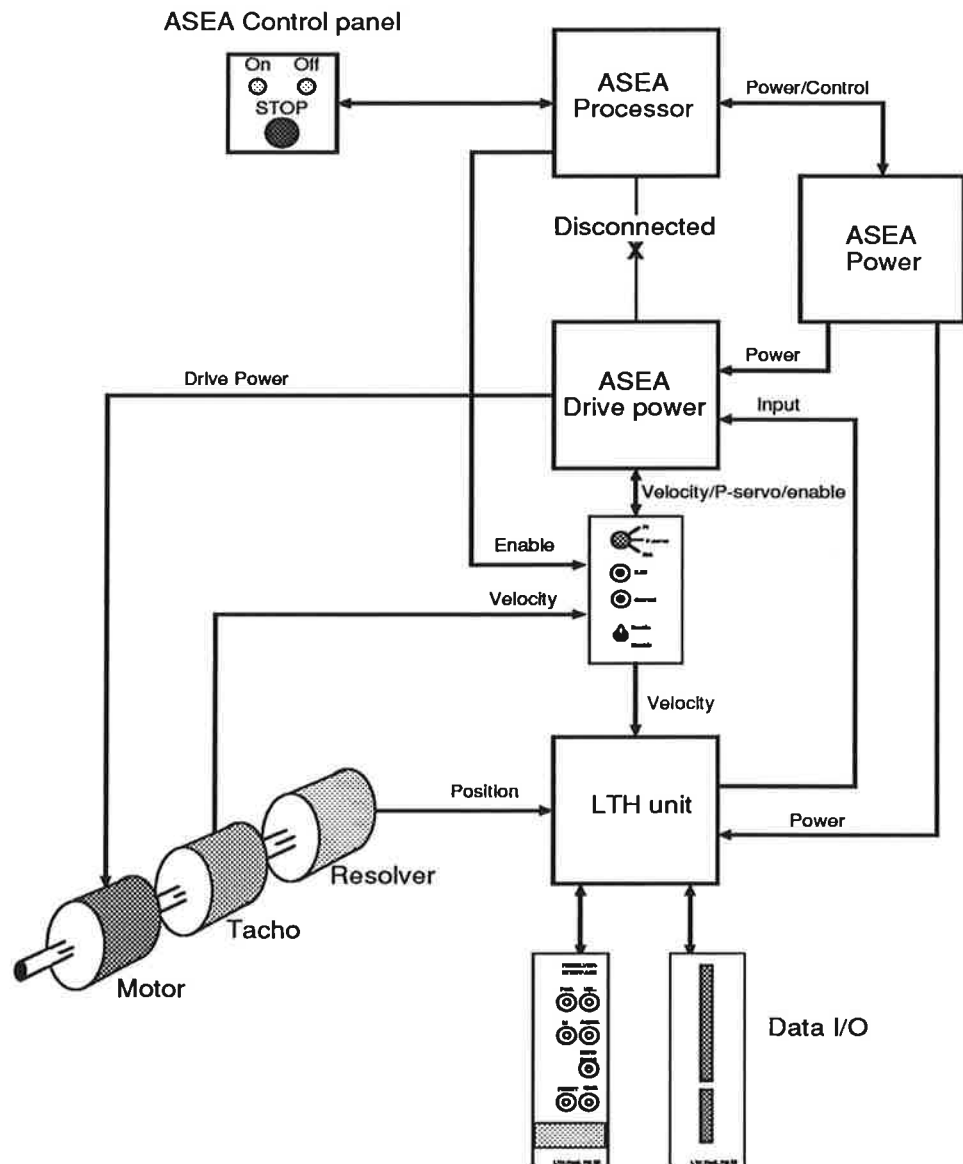 ASEA Control panel
On Off
STOP
ASEA
Processor
Power/Control
Disconnected
X
ASEA
Power
Power
Drive Power
ASEA
Drive power
Input
Velocity/P-servo/enable
Enable
Velocity
Velocity
Position
LTH unit
Power
Resolver
Tacho
Motor
Data I/O